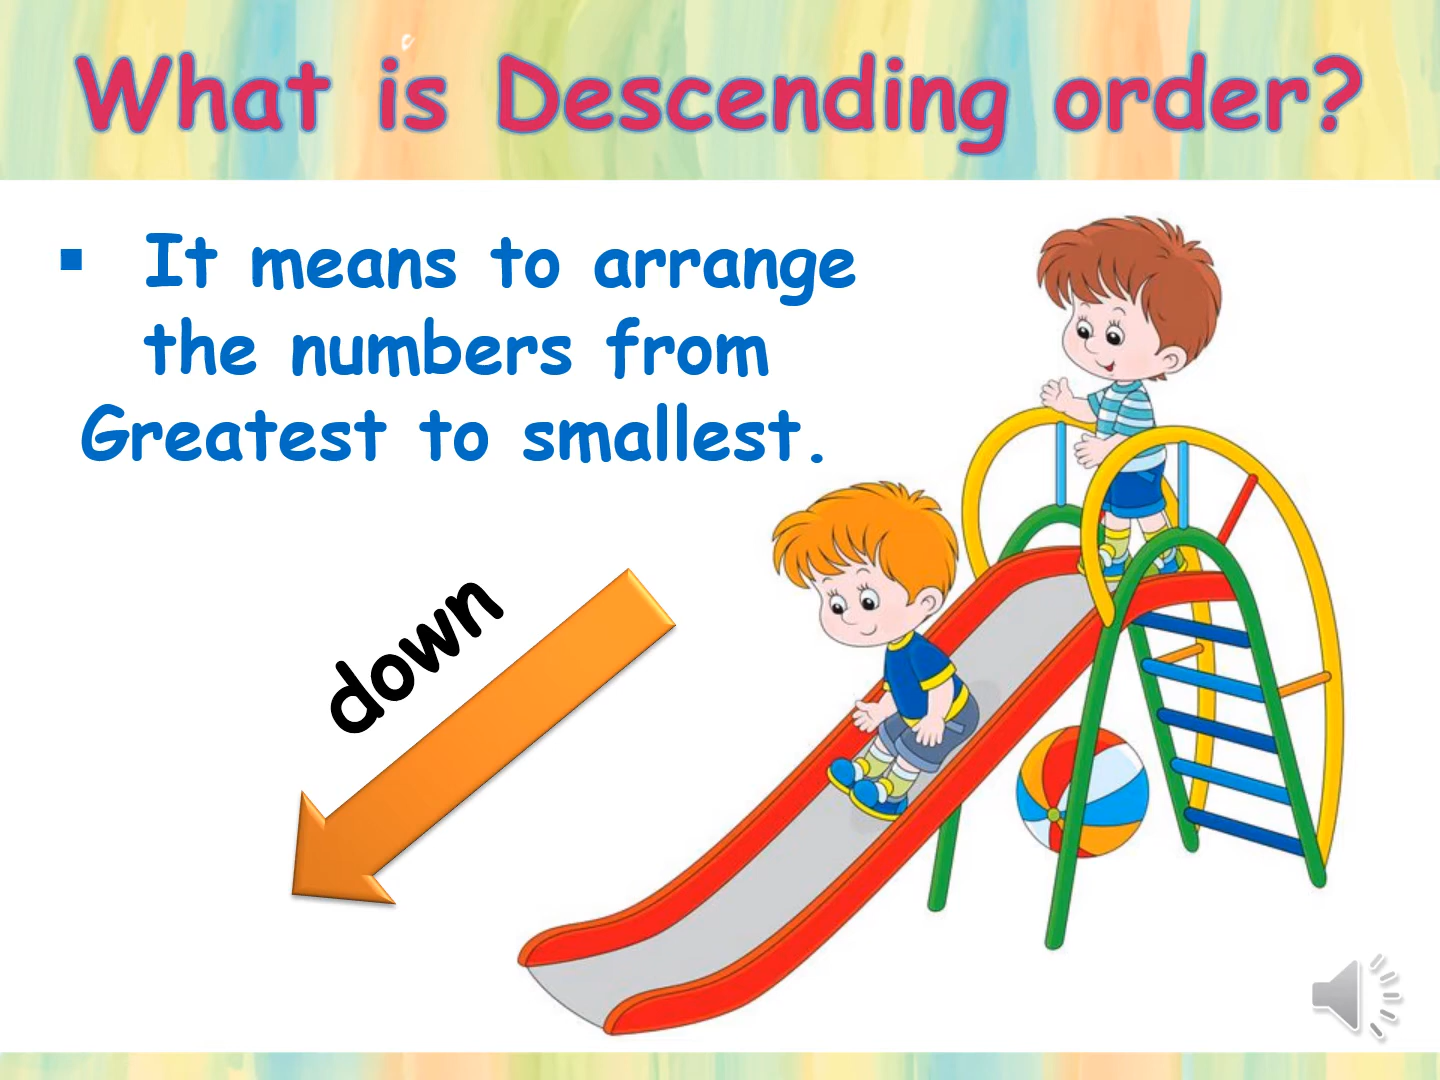 What is Descending order?
▪ It means to arrange
the numbers from
Greatest to smallest.
down